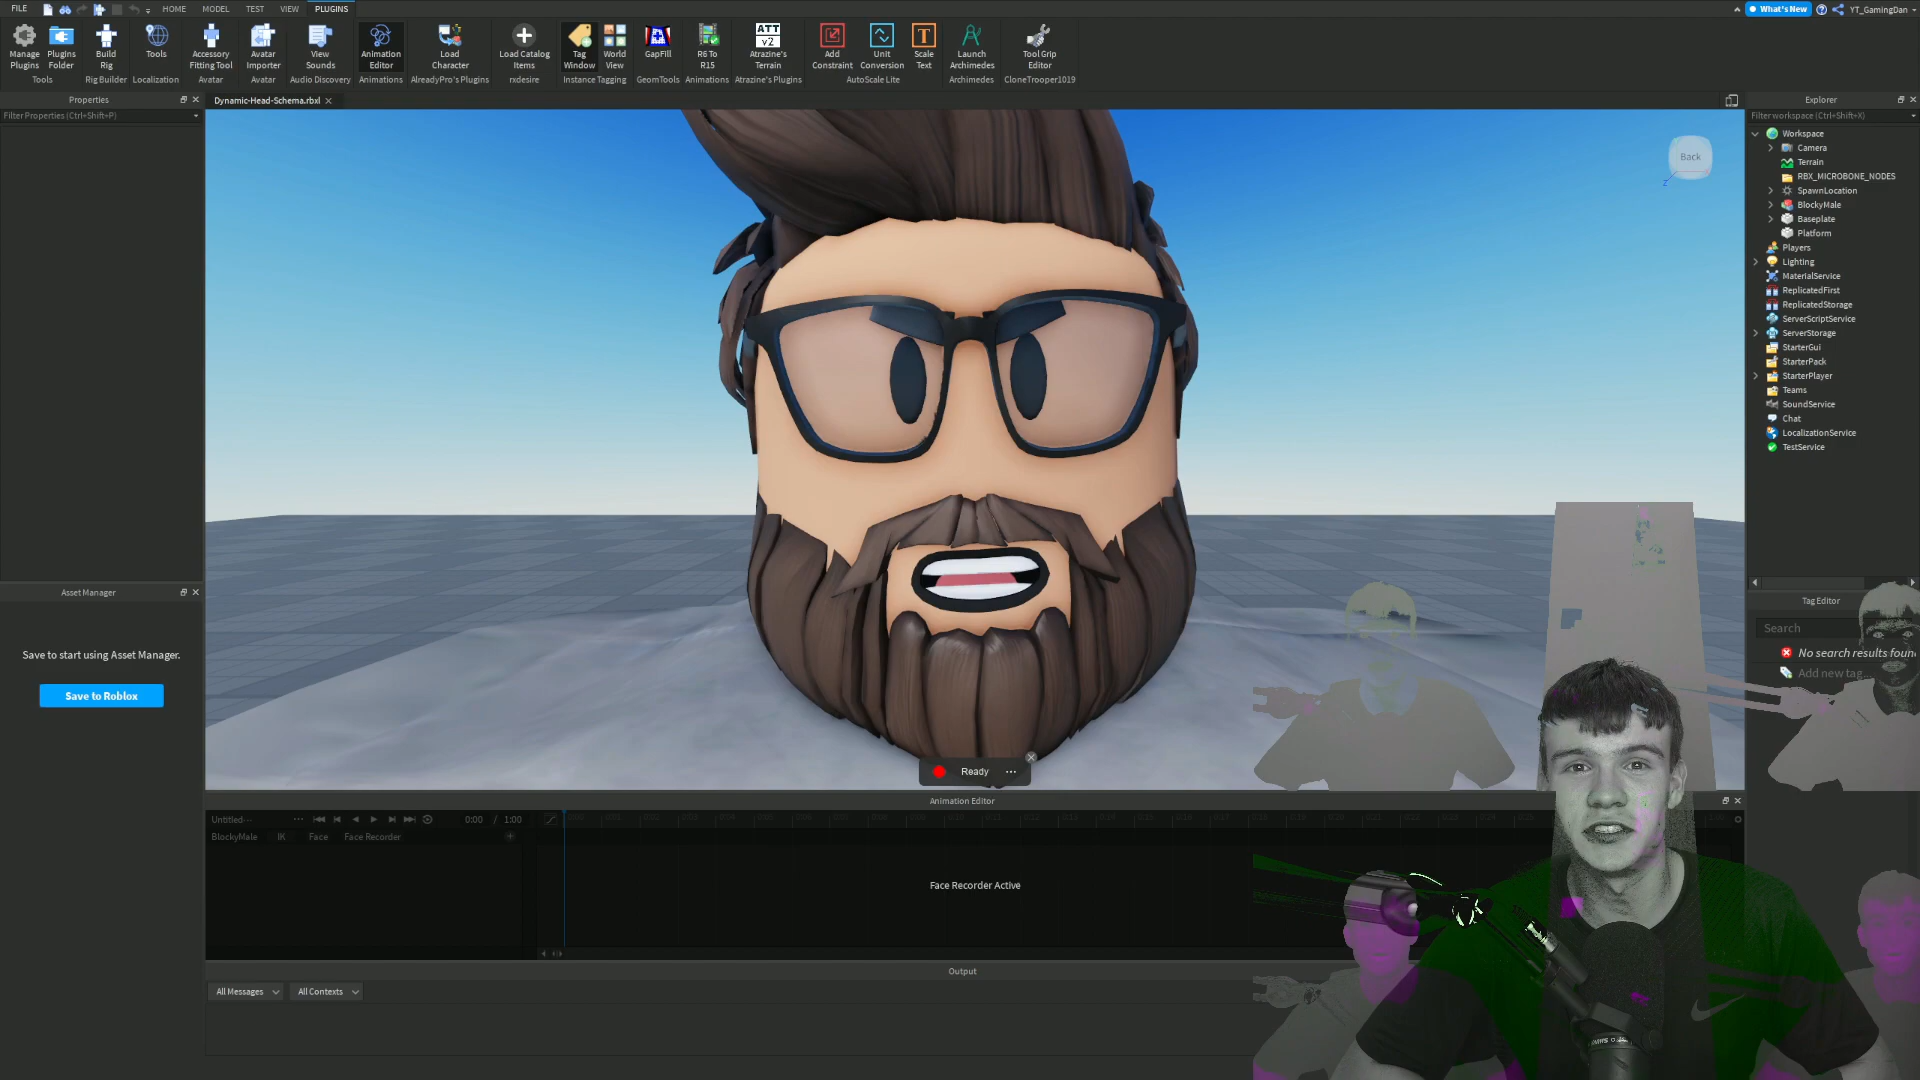 FILE HOME MODEL TEST VIEW PLUGINS
What's New YT_GamingDan
Manage Plugins
Plugins Folder
Build Rig
Tools
Accessory Fitting Tool
Avatar Importer
View Sounds
Animation Editor
Load Character
Load Catalog Items
Tag Window
World View
GapFill
R6 To R15
ATT v2
Atrazine's Terrain
Add Constraint
Unit Conversion
Scale Text
Launch Archimedes
Tool Grip Editor
Tools Rig Builder Localization Avatar Avatar Audio Discovery Animations AlreadyPro's Plugins rxdesire Instance Tagging GeomTools Animations Atrazine's Plugins AutoScale Lite Archimedes CloneTrooper1019
Properties
Filter Properties (Ctrl+Shift+P)
Dynamic-Head-Schema.rbxl
Back
Explorer
Filter workspace (Ctrl+Shift+X)
Workspace
Camera
Terrain
RBX_MICROBONE_NODES
SpawnLocation
BlockyMale
Baseplate
Platform
Players
Lighting
MaterialService
ReplicatedFirst
ReplicatedStorage
ServerScriptService
ServerStorage
StarterGui
StarterPack
StarterPlayer
Teams
SoundService
Chat
LocalizationService
TestService
Asset Manager
Save to start using Asset Manager.
Save to Roblox
Tag Editor
Search
No search results foun
Add new tag...
Ready
Animation Editor
Untitled... 0:00 / 1:00
BlockyMale IK Face Face Recorder
Face Recorder Active
Output
All Messages All Contexts